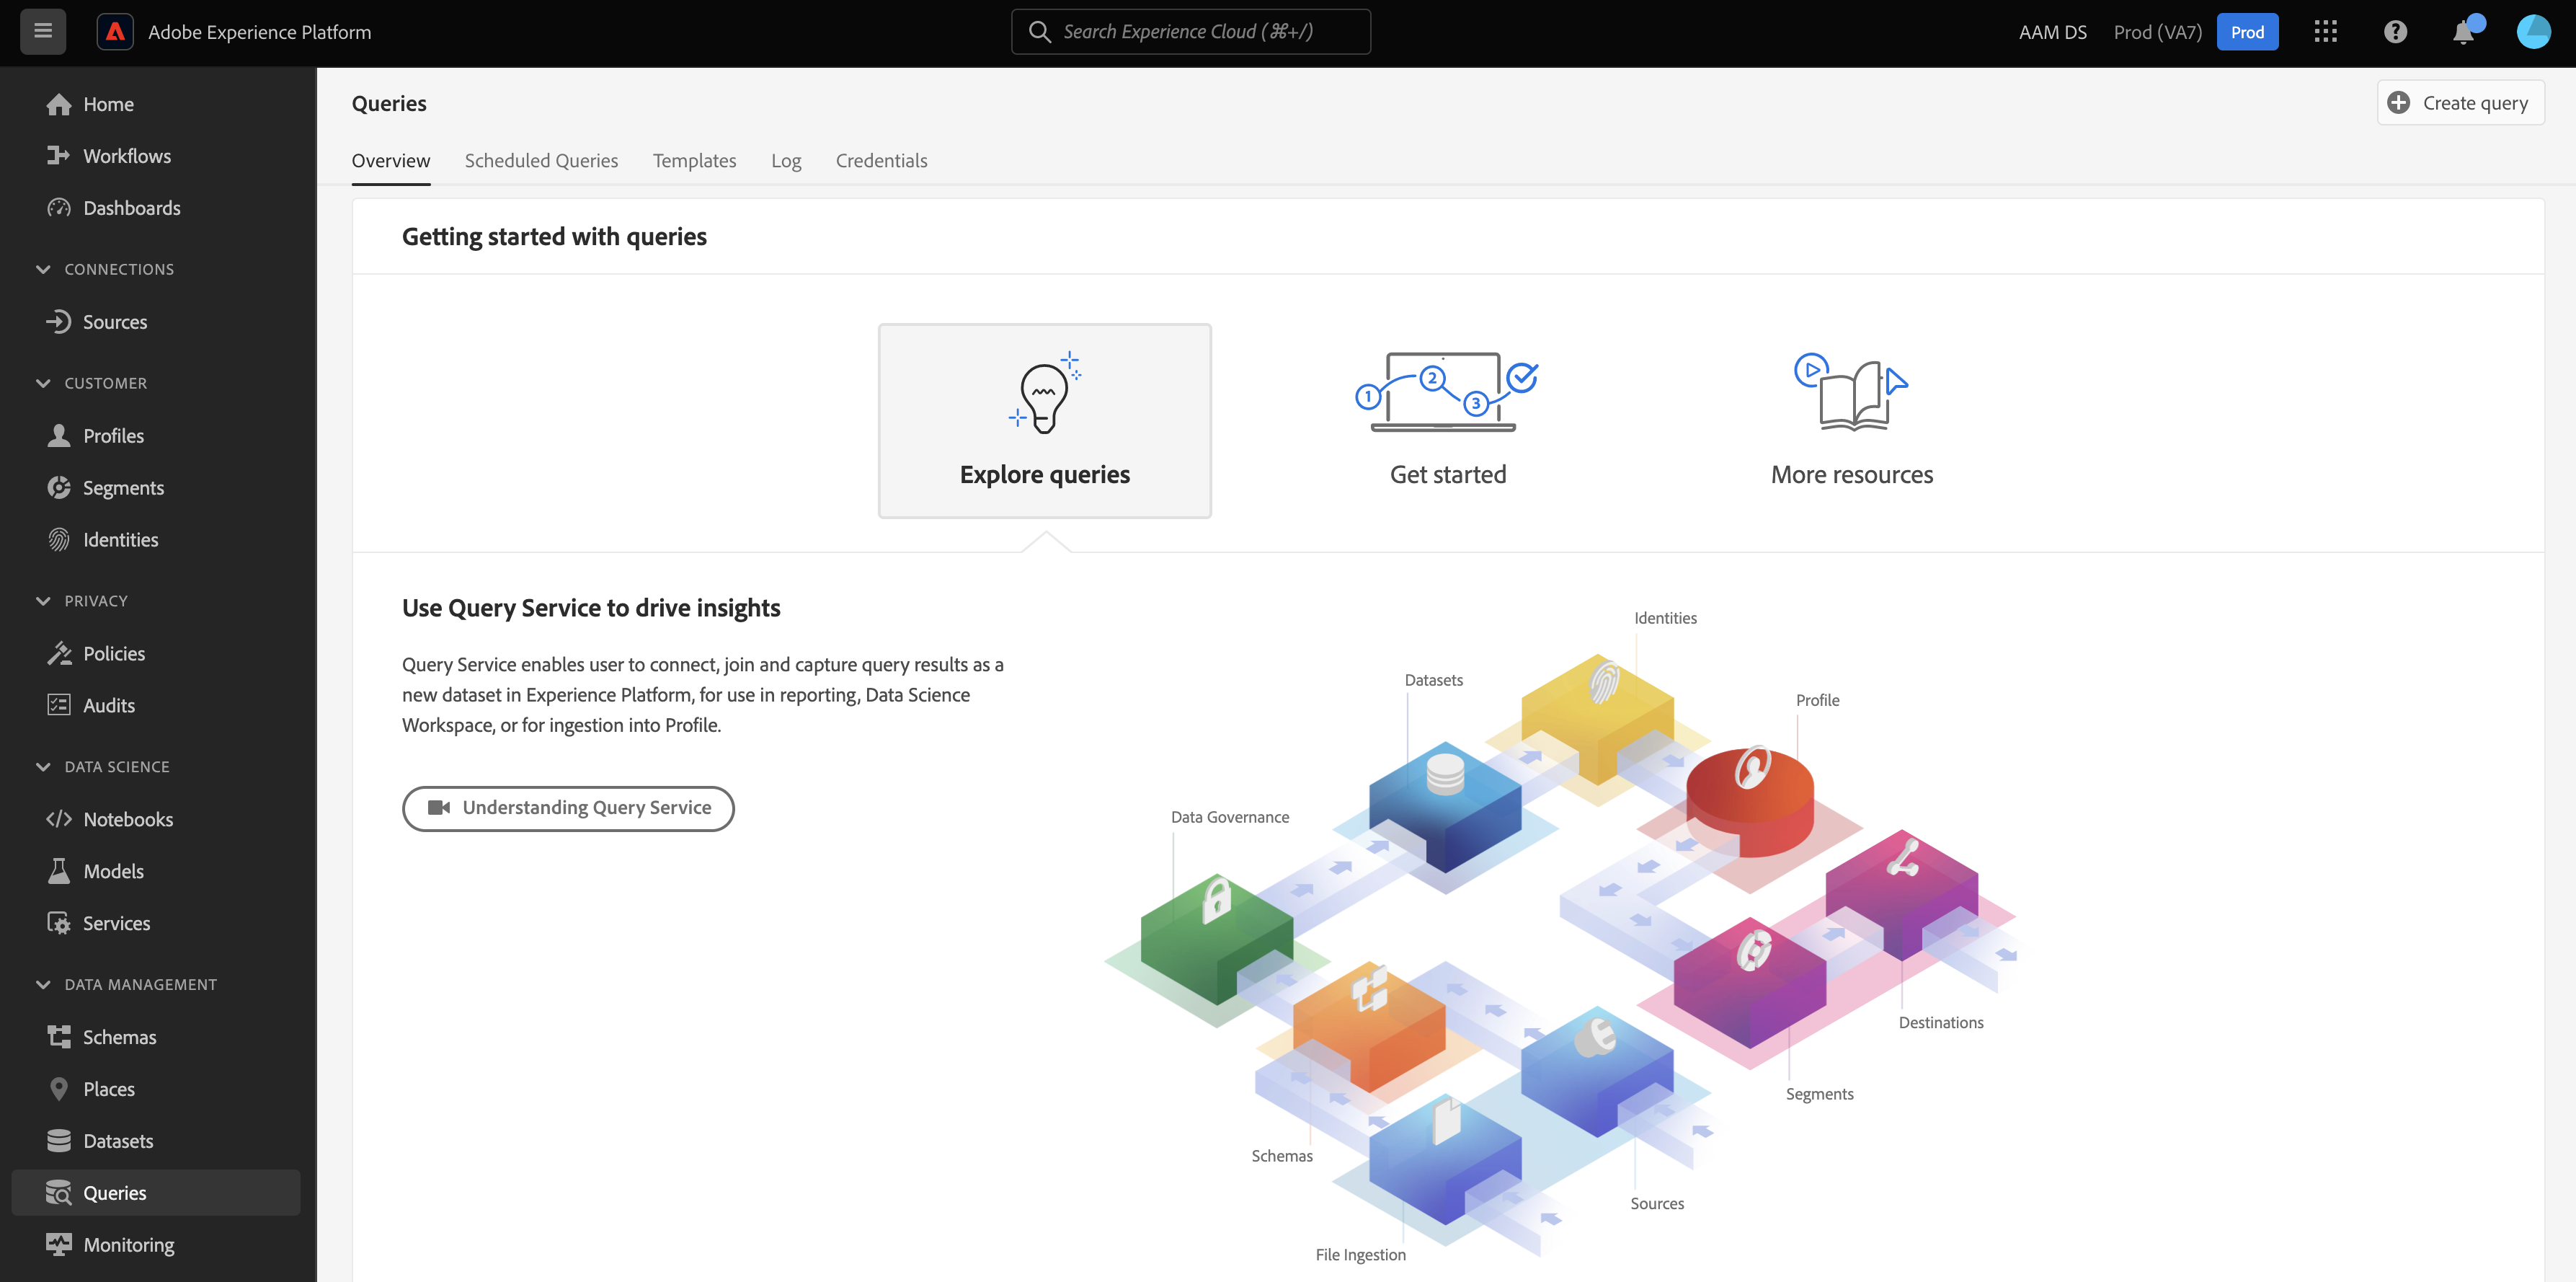 Adobe Experience Platform
Search Experience Cloud (⌘+/)
AAM DS
Prod (VA7)
Prod
Home
Workflows
Dashboards
CONNECTIONS
Sources
CUSTOMER
Profiles
Segments
Identities
PRIVACY
Policies
Audits
DATA SCIENCE
Notebooks
Models
Services
DATA MANAGEMENT
Schemas
Places
Datasets
Queries
Monitoring
Queries
Create query
Overview
Scheduled Queries
Templates
Log
Credentials
Getting started with queries
1
2
3
Explore queries
Get started
More resources
Use Query Service to drive insights
Query Service enables user to connect, join and capture query results as a
new dataset in Experience Platform, for use in reporting, Data Science
Workspace, or for ingestion into Profile.
Understanding Query Service
Identities
Datasets
Profile
Data Governance
Destinations
Segments
Schemas
Sources
File Ingestion